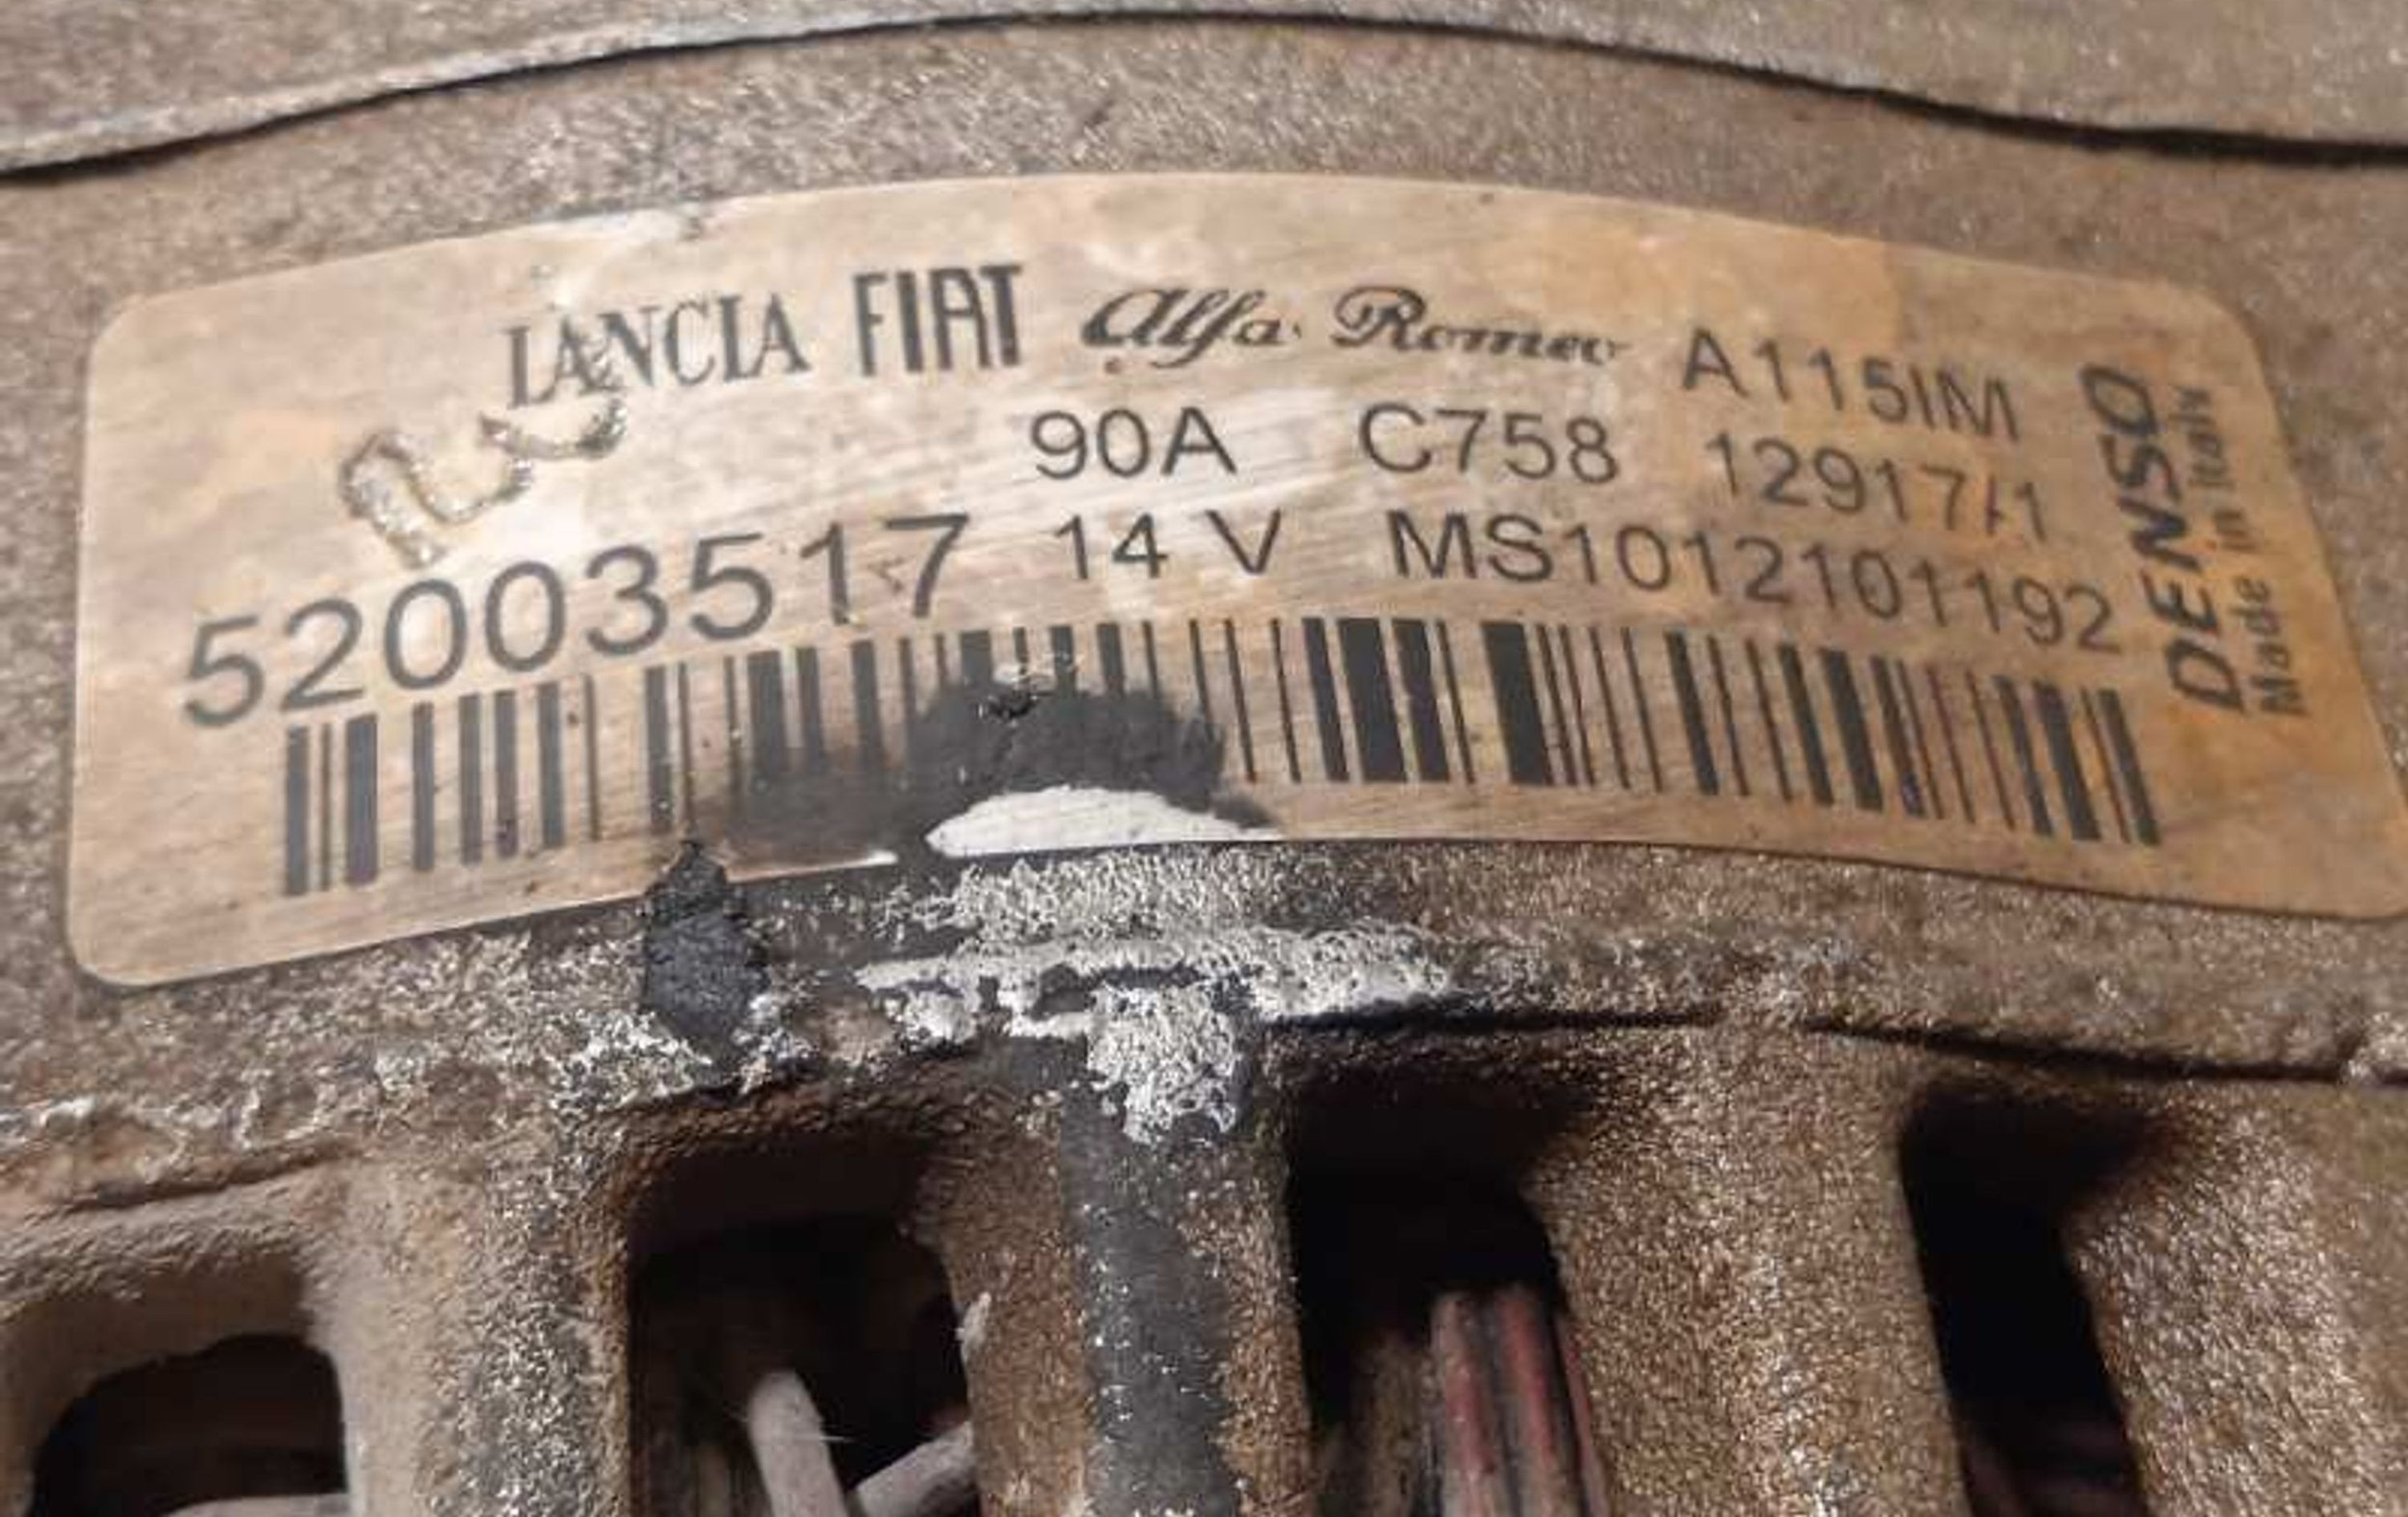 LANCIA FIAT Alfa Romeo A115IM
90A C758 12917/1
52003517 14 V MS1012101192
DENSO
Made in Italy